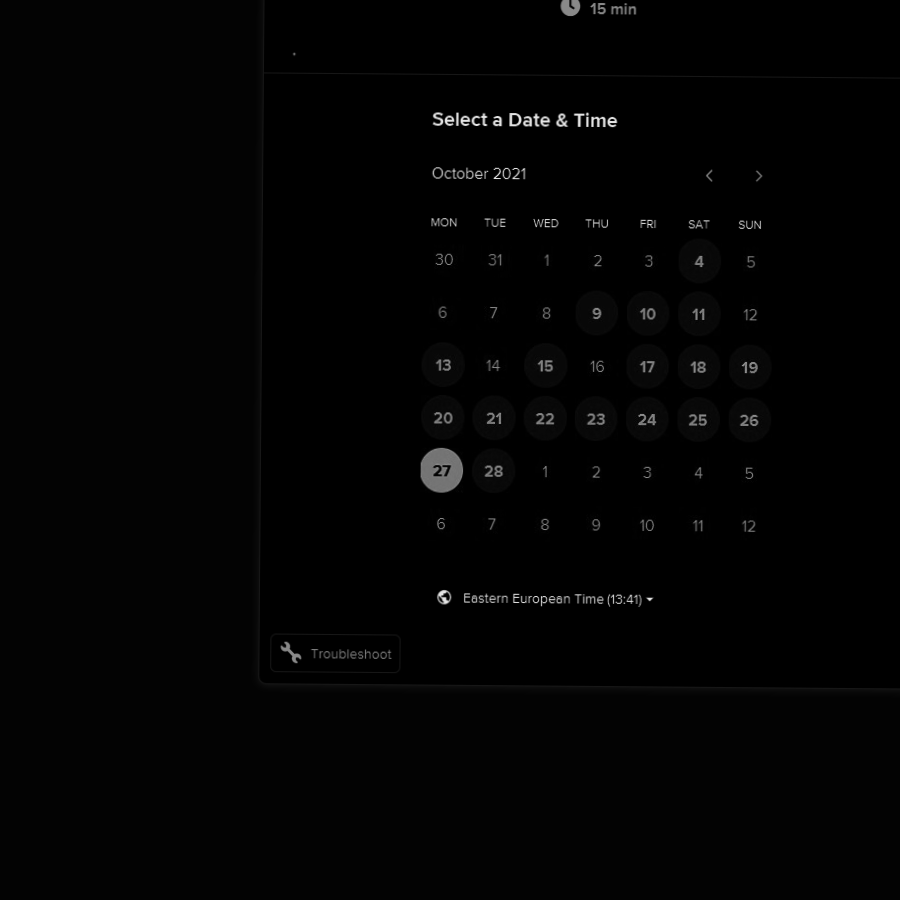 15 min
Select a Date & Time
October 2021
MON TUE WED THU FRI SAT SUN
30 31 1 2 3 4 5
6 7 8 9 10 11 12
13 14 15 16 17 18 19
20 21 22 23 24 25 26
27 28 1 2 3 4 5
6 7 8 9 10 11 12
Eastern European Time (13:41)
Troubleshoot